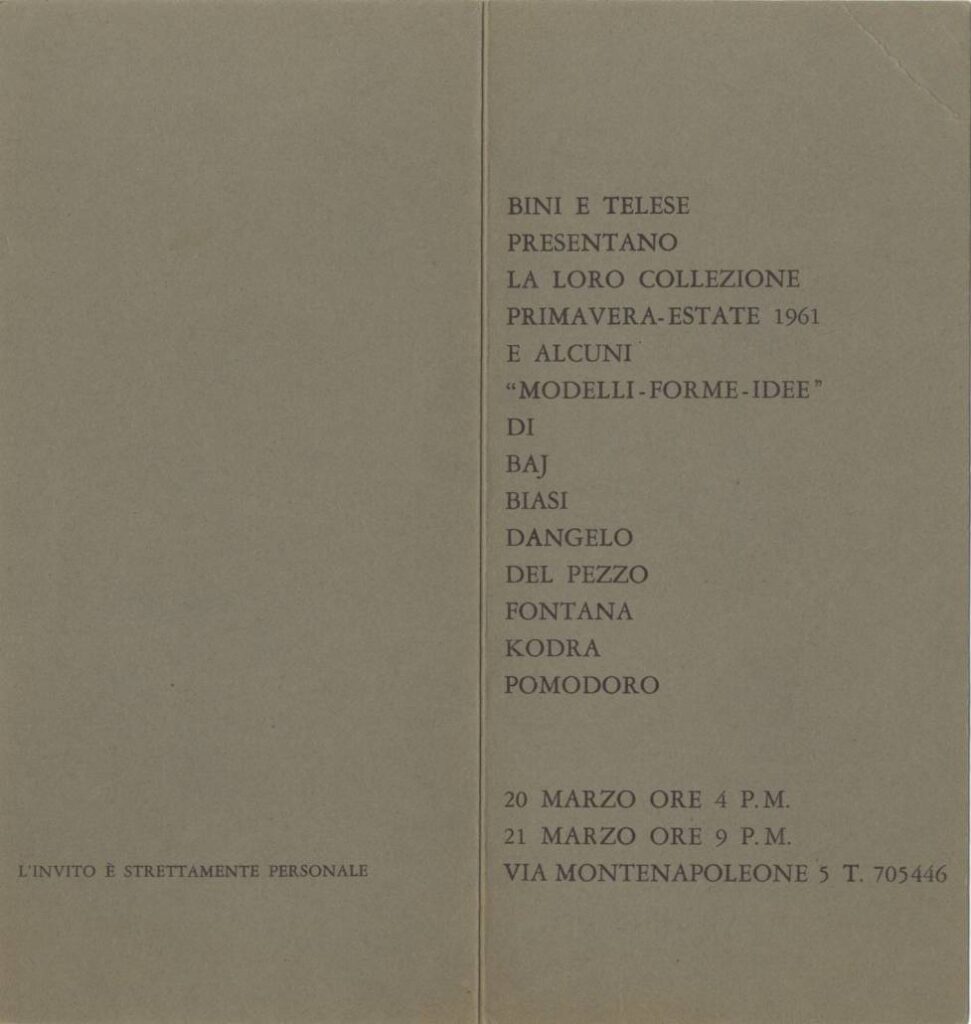 L'INVITO È STRETTAMENTE PERSONALE
BINI E TELESE
PRESENTANO
LA LORO COLLEZIONE
PRIMAVERA-ESTATE 1961
E ALCUNI
“MODELLI-FORME-IDEE”
DI
BAJ
BIASI
DANGELO
DEL PEZZO
FONTANA
KODRA
POMODORO
20 MARZO ORE 4 P.M.
21 MARZO ORE 9 P.M.
VIA MONTENAPOLEONE 5 T. 705446